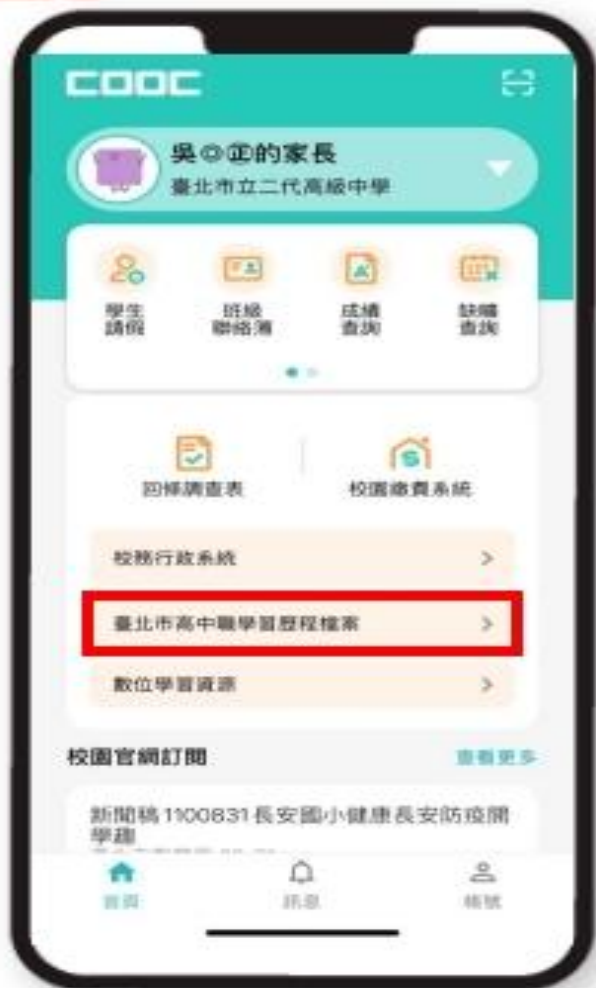 COOC
吳◎㊣的家長
臺北市立二代高級中學
學生
請假
班級
聯絡簿
成績
查詢
缺曠
查詢
回條調查表
校園繳費系統
校務行政系統
臺北市高中職學習歷程檔案
數位學習資源
校園官網訂閱
查看更多
新聞稿1100831長安國小健康長安防疫開
學趣
首頁
訊息
帳號